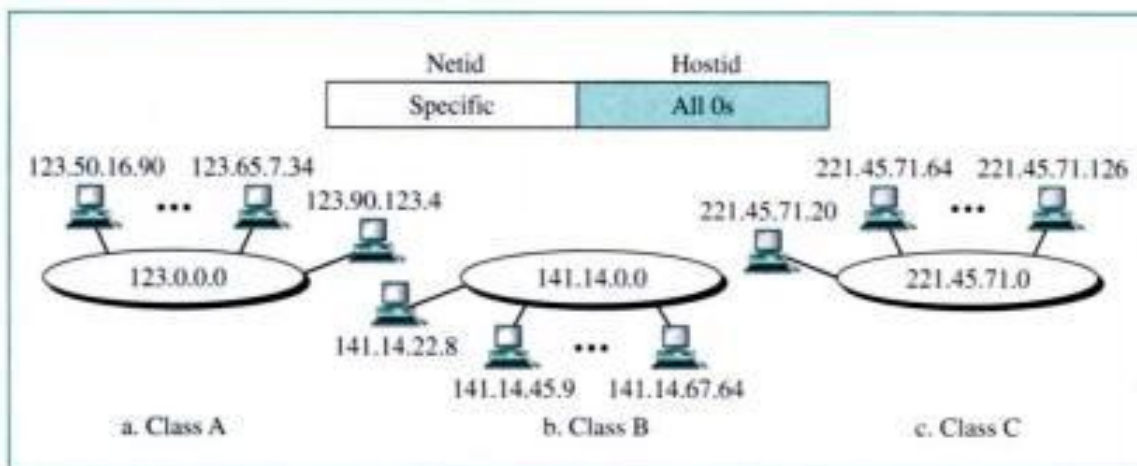 Netid Hostid
Specific All 0s
123.50.16.90 123.65.7.34 221.45.71.64 221.45.71.126
123.90.123.4 221.45.71.20
123.0.0.0 141.14.0.0 221.45.71.0
141.14.22.8
141.14.45.9 141.14.67.64
a. Class A b. Class B c. Class C